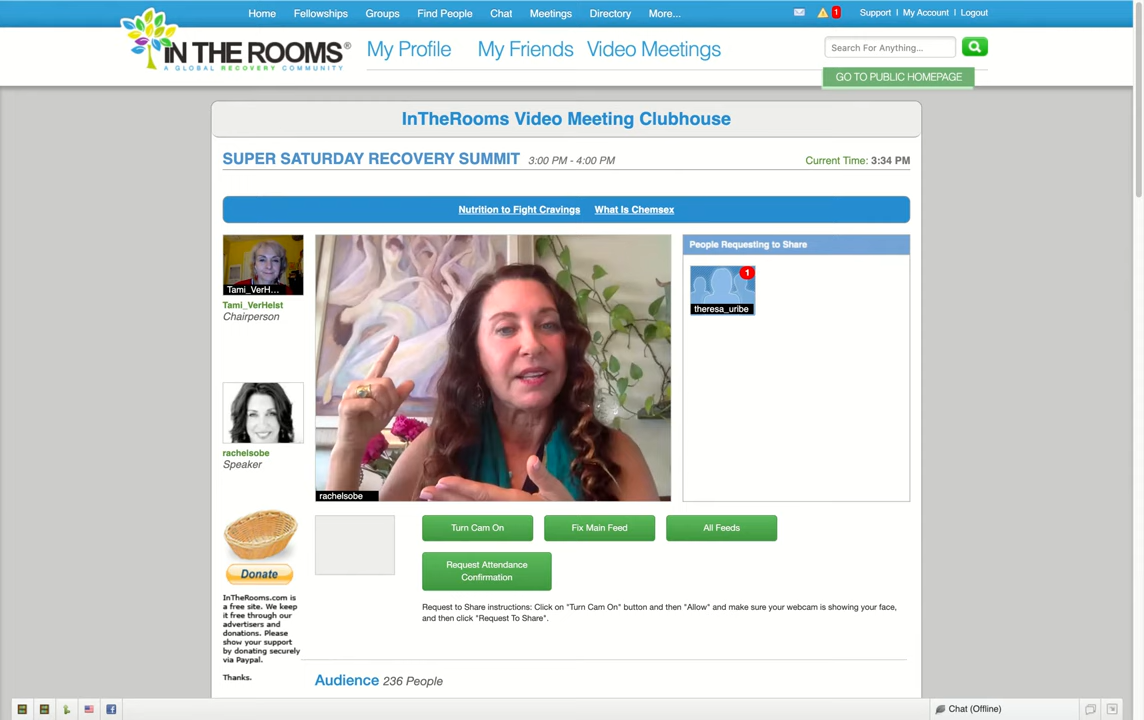 Home Fellowships Groups Find People Chat Meetings Directory More... 1 Support | My Account | Logout
IN THE ROOMS®
A GLOBAL RECOVERY COMMUNITY
My Profile My Friends Video Meetings
Search For Anything...
GO TO PUBLIC HOMEPAGE
InTheRooms Video Meeting Clubhouse
SUPER SATURDAY RECOVERY SUMMIT 3:00 PM - 4:00 PM Current Time: 3:34 PM
Nutrition to Fight Cravings What Is Chemsex
Tami_VerH...
Tami_VerHelst
Chairperson
rachelsobe
Speaker
rachelsobe
People Requesting to Share
1
theresa_uribe
Donate
InTheRooms.com is
a free site. We keep
it free through our
advertisers and
donations. Please
show your support
by donating securely
via Paypal.
Thanks.
Turn Cam On Fix Main Feed All Feeds
Request Attendance
Confirmation
Request to Share instructions: Click on "Turn Cam On" button and then "Allow" and make sure your webcam is showing your face,
and then click "Request To Share".
Audience 236 People
Chat (Offline)